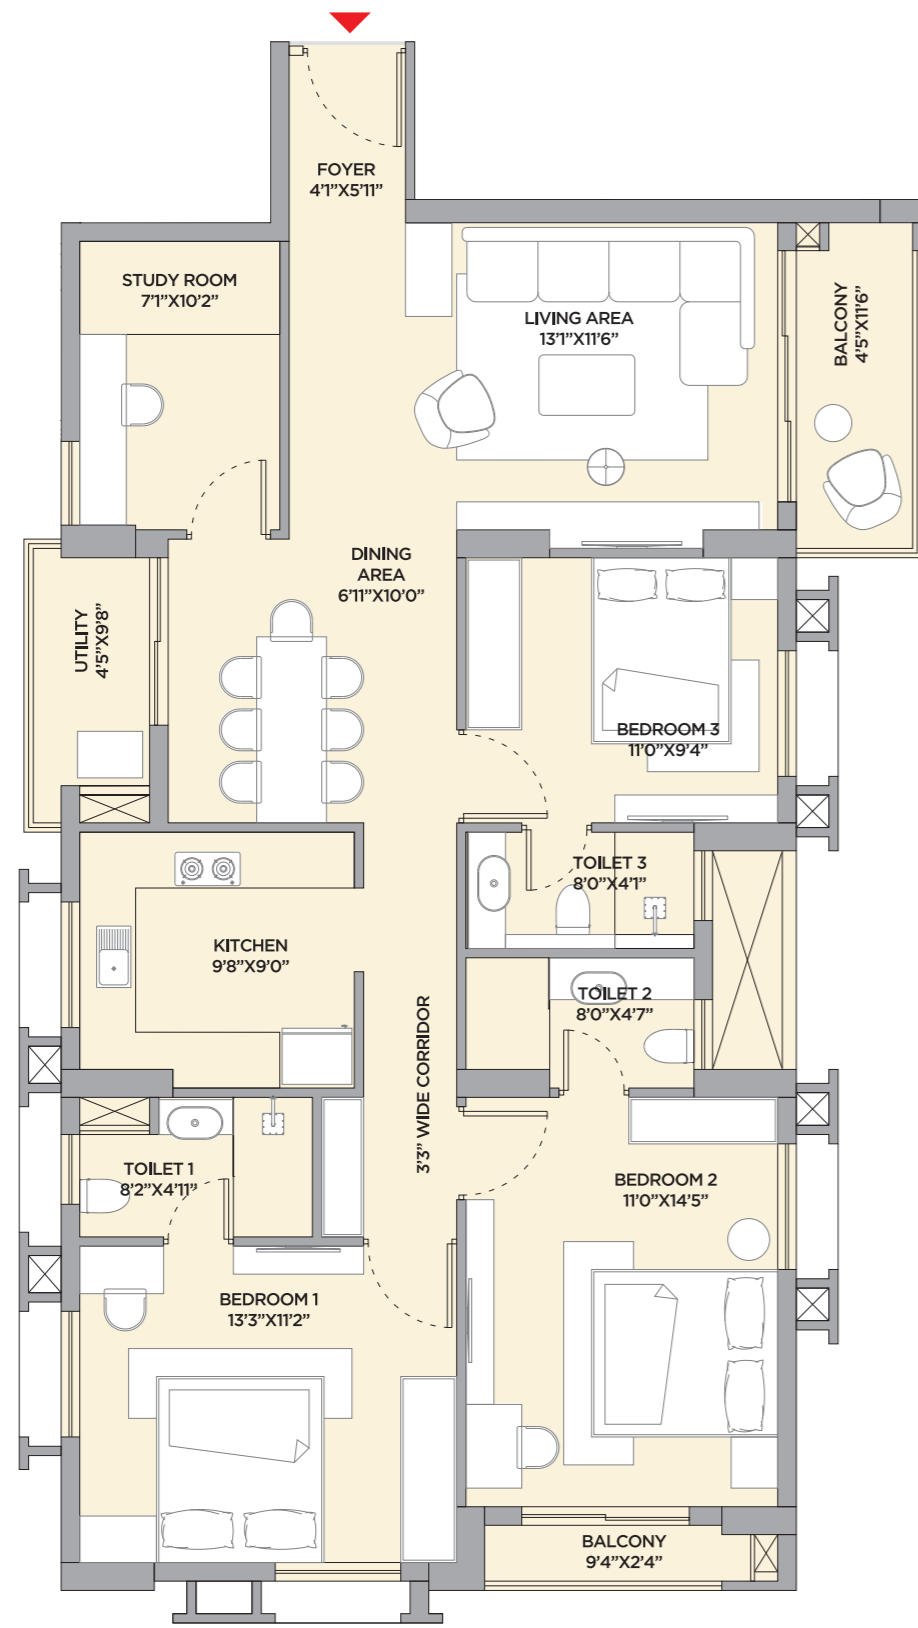 FOYER
4'1”X5'11”
STUDY ROOM
7'1”X10'2”
LIVING AREA
13'1”X11'6”
BALCONY
4'5”X11'6”
DINING
AREA
6'11”X10'0”
UTILITY
4'5”X9'8”
BEDROOM 3
11'0”X9'4”
TOILET 3
8'0”X4'1”
KITCHEN
9'8”X9'0”
TOILET 2
8'0”X4'7”
3'3” WIDE CORRIDOR
TOILET 1
8'2”X4'11”
BEDROOM 2
11'0”X14'5”
BEDROOM 1
13'3”X11'2”
BALCONY
9'4”X2'4”